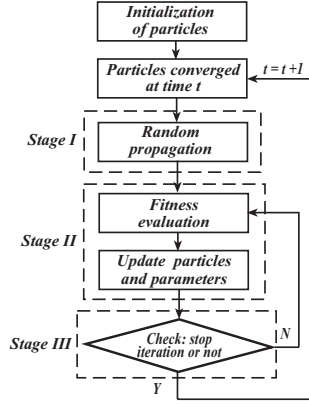 Initialization
of particles
Particles converged
at time t
t = t +1
Stage I
Random
propagation
Stage II
Fitness
evaluation
Update particles
and parameters
Stage III
Check: stop
iteration or not
N
Y